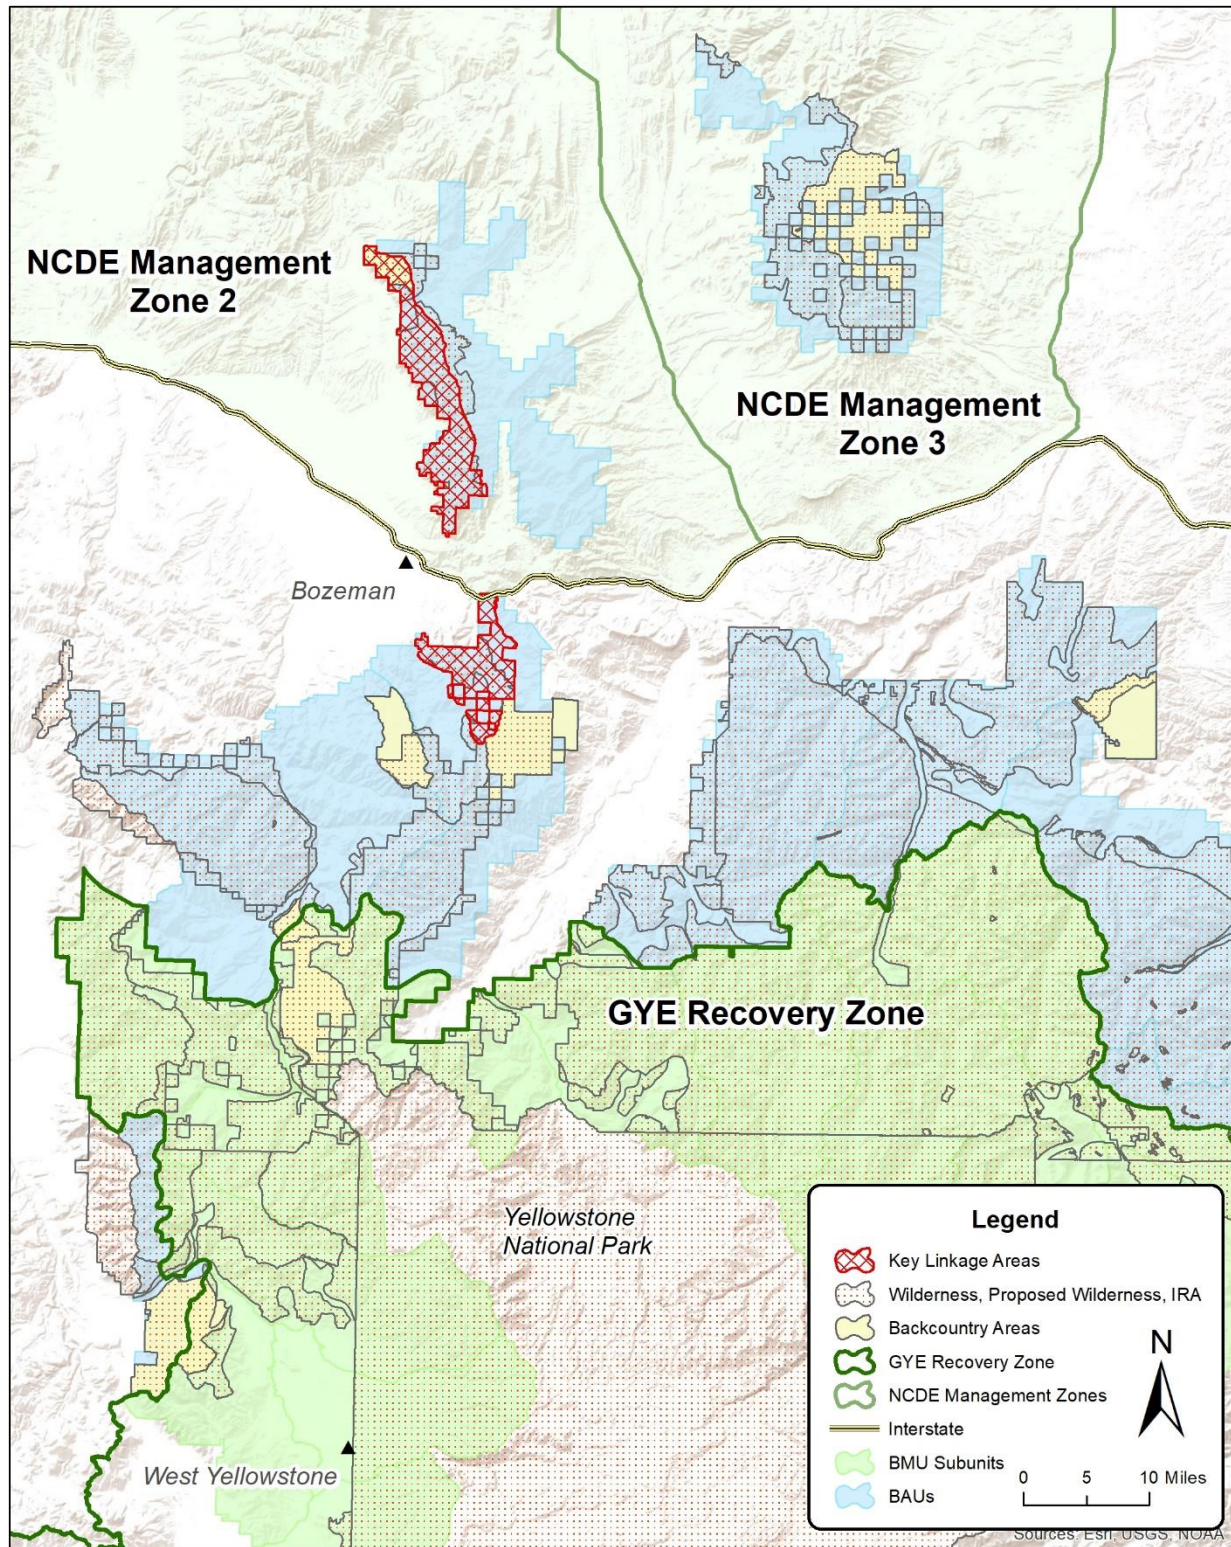 NCDE Management
Zone 2
NCDE Management
Zone 3
Bozeman
GYE Recovery Zone
Yellowstone
National Park
West Yellowstone
Legend
Key Linkage Areas
Wilderness, Proposed Wilderness, IRA
Backcountry Areas
GYE Recovery Zone
NCDE Management Zones
Interstate
BMU Subunits
BAUs
N
0 5 10 Miles
Sources: Esri, USGS, NOAA